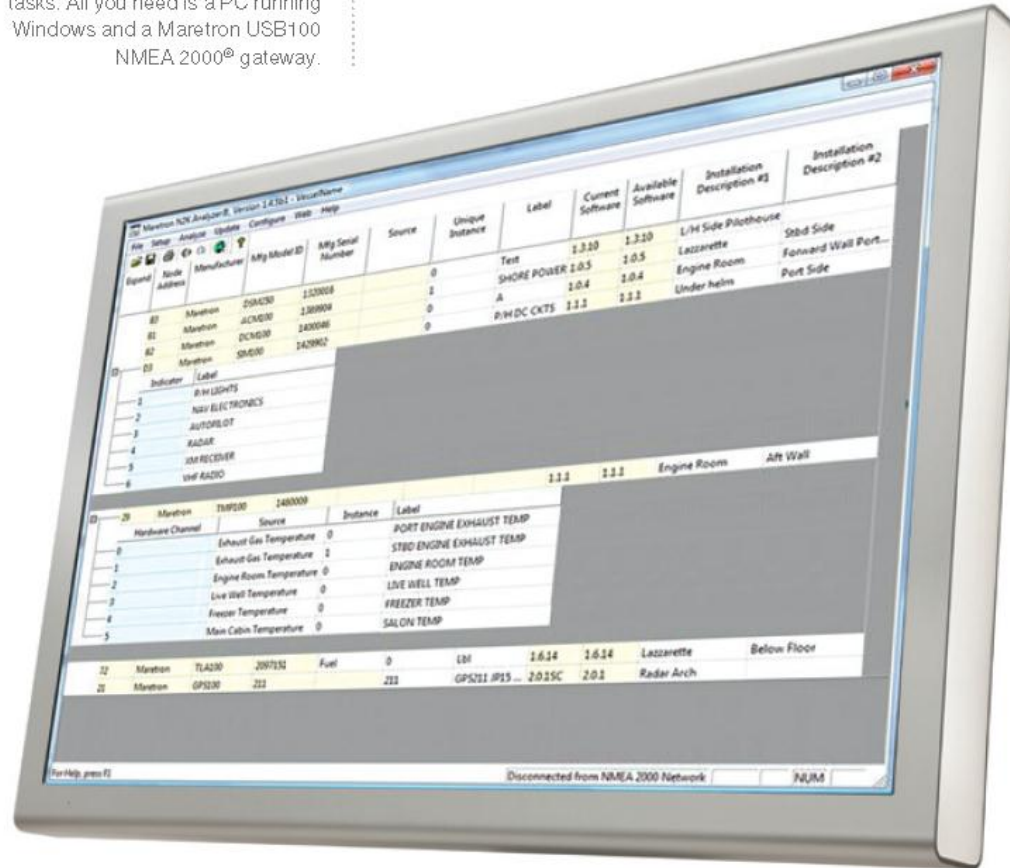 tasks. All you need is a PC running
Windows and a Maretron USB100
NMEA 2000® gateway.
Maretron N2K Analyzer®, Version 1.4.5b1 - VesselName
File Setup Analyze Update Configure Web Help
Expand Node Address Manufacturer Mfg Model ID Mfg Serial Number Source Unique Instance Label Current Software Available Software Installation Description #1 Installation Description #2
Maretron DSM250 0 Test 1.3.10 1.3.10 L/H Side Pilothouse
Maretron ACM100 1389904 1 SHORE POWER 1.0.5 1.0.5 Lazzarette Stbd Side
Maretron DCM100 1400046 0 A 1.0.4 1.0.4 Engine Room Forward Wall Port...
Maretron SIM100 1429902 0 P/H DC CKTS 1.1.1 1.1.1 Under helm Port Side
Indicator Label
1 P/H LIGHTS
2 NAV ELECTRONICS
3 AUTOPILOT
4 RADAR
5 XM RECEIVER
6 VHF RADIO
Maretron TMP100 1480009 1.1.1 1.1.1 Engine Room Aft Wall
Hardware Channel Source Instance Label
0 Exhaust Gas Temperature 0 PORT ENGINE EXHAUST TEMP
1 Exhaust Gas Temperature 1 STBD ENGINE EXHAUST TEMP
2 Engine Room Temperature 0 ENGINE ROOM TEMP
3 Live Well Temperature 0 LIVE WELL TEMP
4 Freezer Temperature 0 FREEZER TEMP
5 Main Cabin Temperature 0 SALON TEMP
Maretron TLA100 2097151 Fuel 0 Lbl 1.6.14 1.6.14 Lazzarette Below Floor
21 Maretron GPS100 211 211 GPS211 JP15 ... 2.0.1SC 2.0.1 Radar Arch
For Help, press F1
Disconnected from NMEA 2000 Network NUM